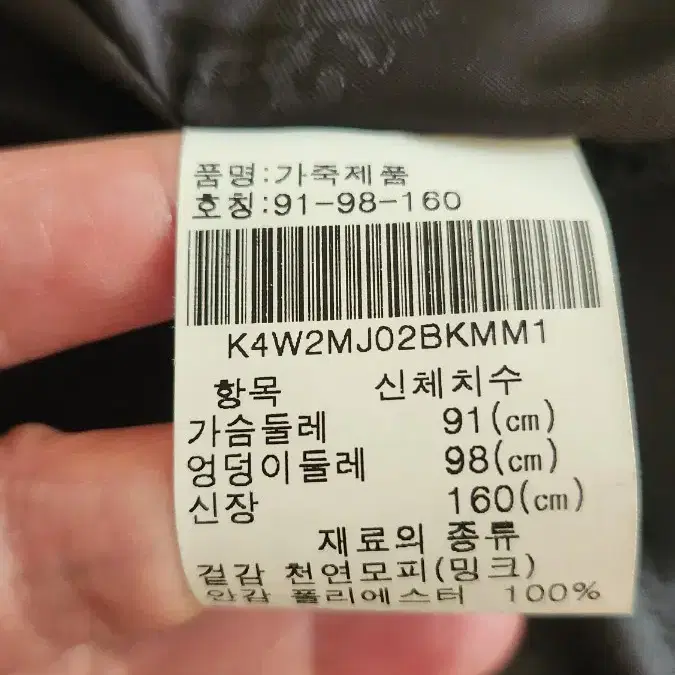 품명:가죽제품
호칭:91-98-160
K4W2MJ02BKMM1
항목 신체치수
가슴둘레 91(cm)
엉덩이둘레 98(cm)
신장 160(cm)
재료의 종류
겉감 천연모피(밍크)
안감 폴리에스터 100%